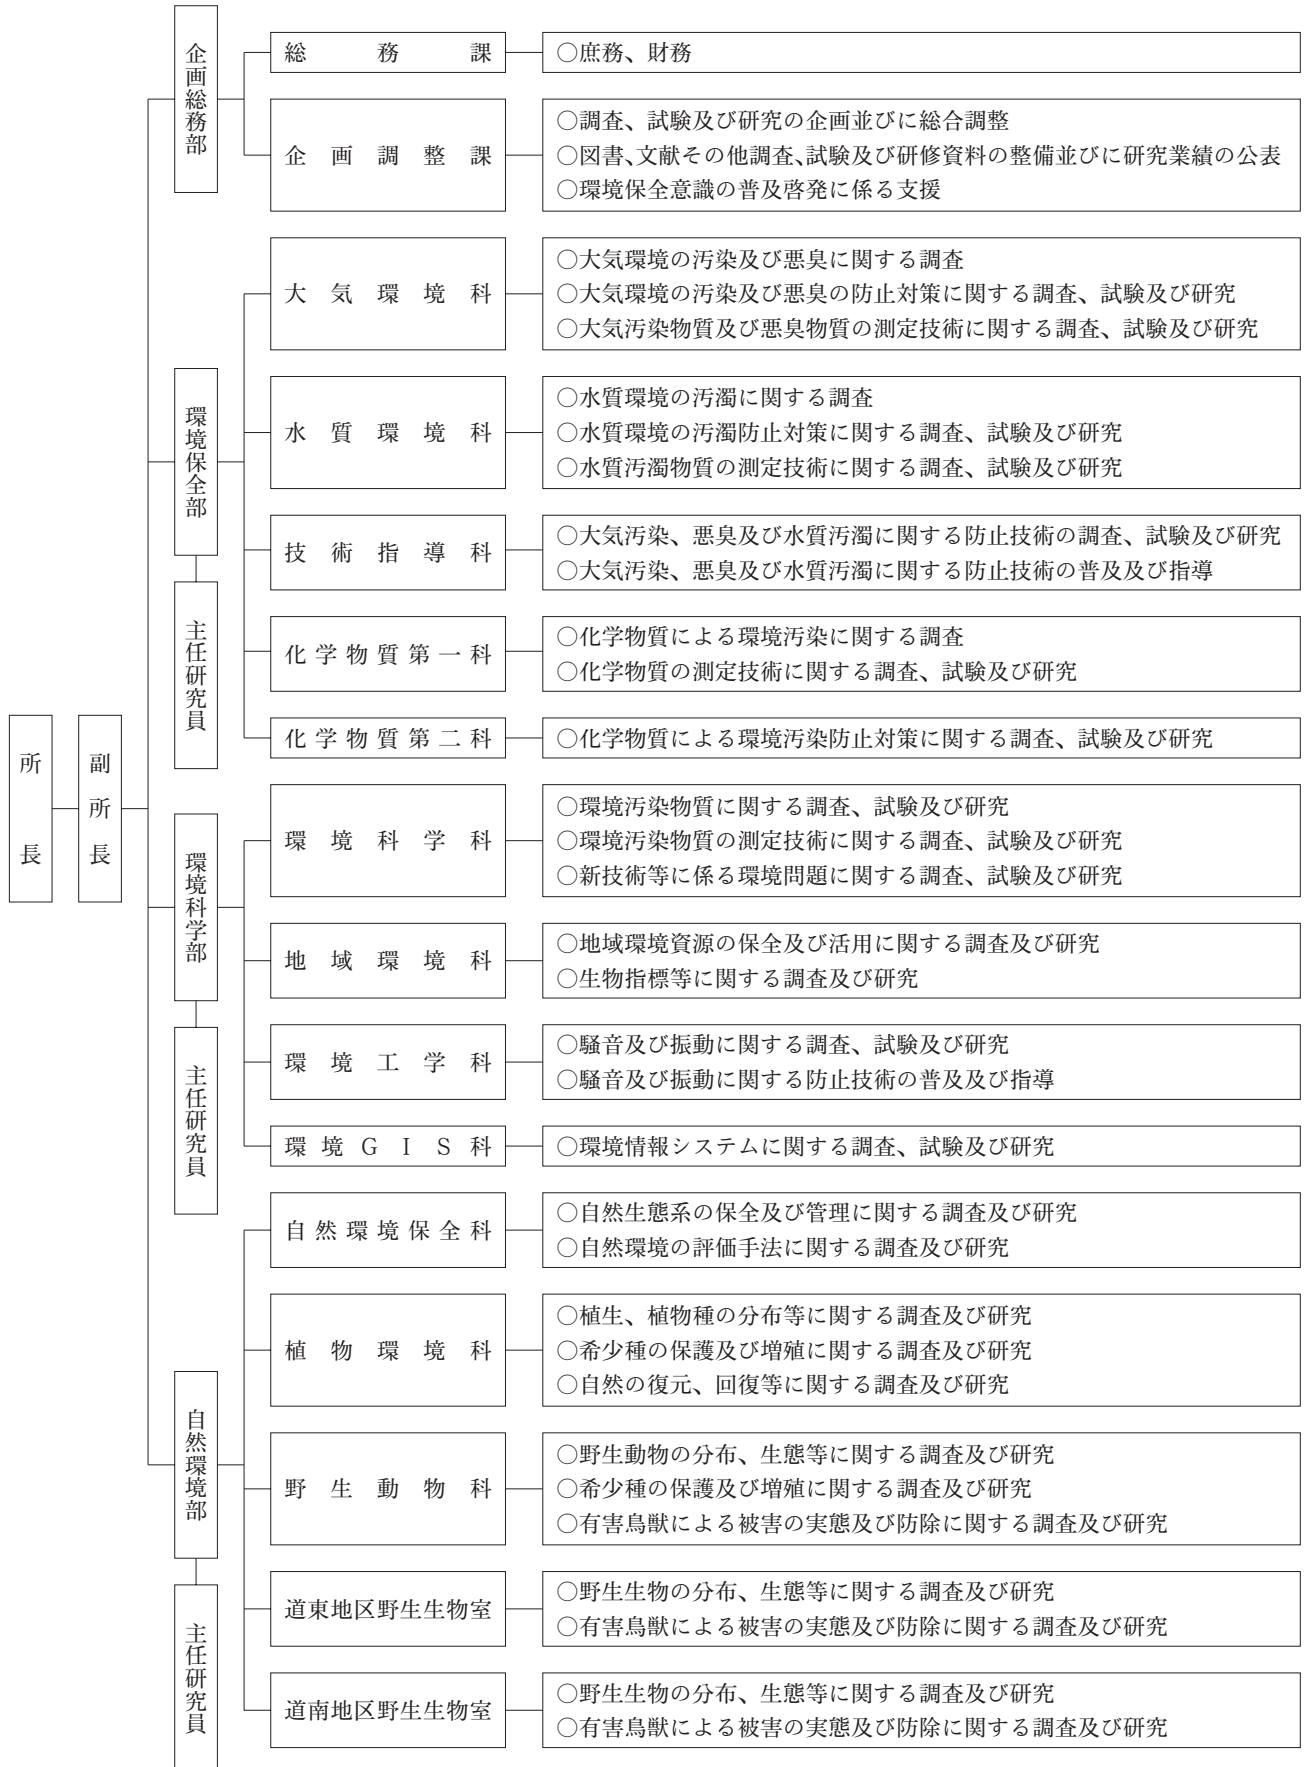 所長
副所長
企画総務部
総務課
○庶務、財務
企画調整課
○調査、試験及び研究の企画並びに総合調整
○図書、文献その他調査、試験及び研修資料の整備並びに研究業績の公表
○環境保全意識の普及啓発に係る支援
環境保全部
主任研究員
大気環境科
○大気環境の汚染及び悪臭に関する調査
○大気環境の汚染及び悪臭の防止対策に関する調査、試験及び研究
○大気汚染物質及び悪臭物質の測定技術に関する調査、試験及び研究
水質環境科
○水質環境の汚濁に関する調査
○水質環境の汚濁防止対策に関する調査、試験及び研究
○水質汚濁物質の測定技術に関する調査、試験及び研究
技術指導科
○大気汚染、悪臭及び水質汚濁に関する防止技術の調査、試験及び研究
○大気汚染、悪臭及び水質汚濁に関する防止技術の普及及び指導
化学物質第一科
○化学物質による環境汚染に関する調査
○化学物質の測定技術に関する調査、試験及び研究
化学物質第二科
○化学物質による環境汚染防止対策に関する調査、試験及び研究
環境科学部
主任研究員
環境科学科
○環境汚染物質に関する調査、試験及び研究
○環境汚染物質の測定技術に関する調査、試験及び研究
○新技術等に係る環境問題に関する調査、試験及び研究
地域環境科
○地域環境資源の保全及び活用に関する調査及び研究
○生物指標等に関する調査及び研究
環境工学科
○騒音及び振動に関する調査、試験及び研究
○騒音及び振動に関する防止技術の普及及び指導
環境GIS科
○環境情報システムに関する調査、試験及び研究
自然環境部
主任研究員
自然環境保全科
○自然生態系の保全及び管理に関する調査及び研究
○自然環境の評価手法に関する調査及び研究
植物環境科
○植生、植物種の分布等に関する調査及び研究
○希少種の保護及び増殖に関する調査及び研究
○自然の復元、回復等に関する調査及び研究
野生動物科
○野生動物の分布、生態等に関する調査及び研究
○希少種の保護及び増殖に関する調査及び研究
○有害鳥獣による被害の実態及び防除に関する調査及び研究
道東地区野生生物室
○野生生物の分布、生態等に関する調査及び研究
○有害鳥獣による被害の実態及び防除に関する調査及び研究
道南地区野生生物室
○野生生物の分布、生態等に関する調査及び研究
○有害鳥獣による被害の実態及び防除に関する調査及び研究